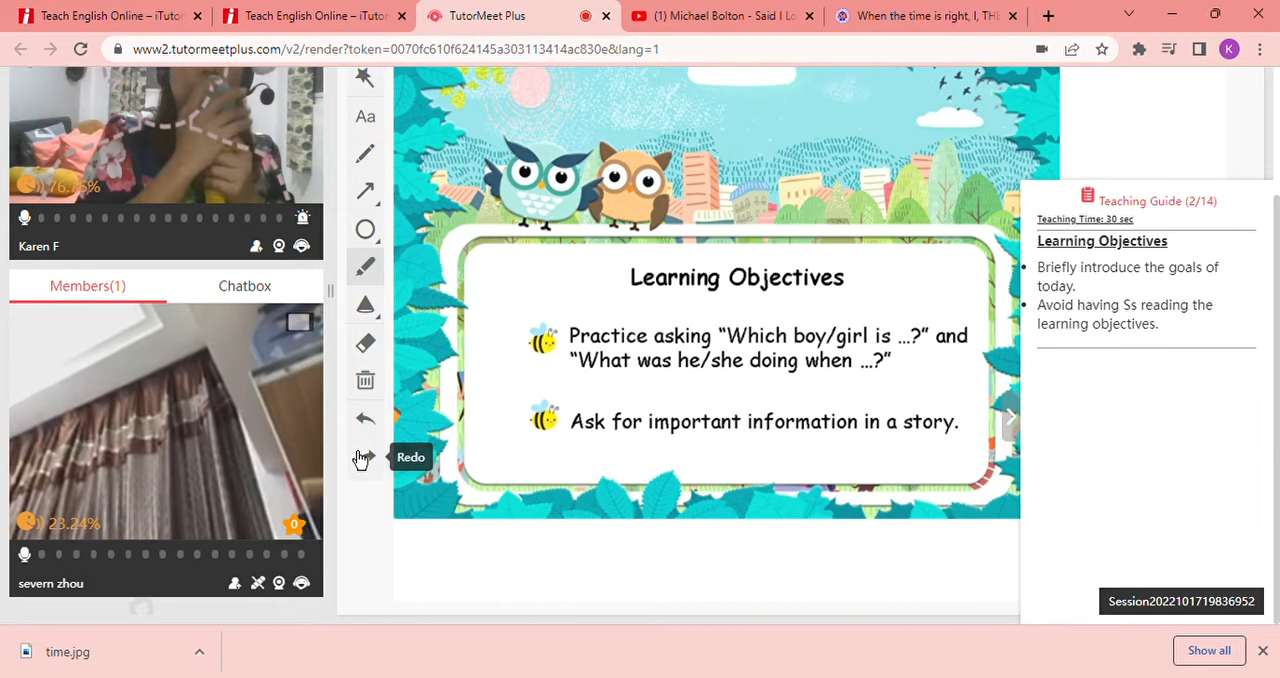 Teach English Online – iTutor
Teach English Online – iTutor
TutorMeet Plus
(1) Michael Bolton - Said I Lo
When the time is right, I, THE
www2.tutormeetplus.com/v2/render?token=0070fc610f624145a303113414ac830e&lang=1
K
76.76%
Karen F
Members(1)
Chatbox
23.24%
0
severn zhou
Aa
Redo
Learning Objectives
Practice asking “Which boy/girl is ...?” and
“What was he/she doing when ...?”
Ask for important information in a story.
Teaching Guide (2/14)
Teaching Time: 30 sec
Learning Objectives
Briefly introduce the goals of
today.
Avoid having Ss reading the
learning objectives.
Session2022101719836952
time.jpg
Show all